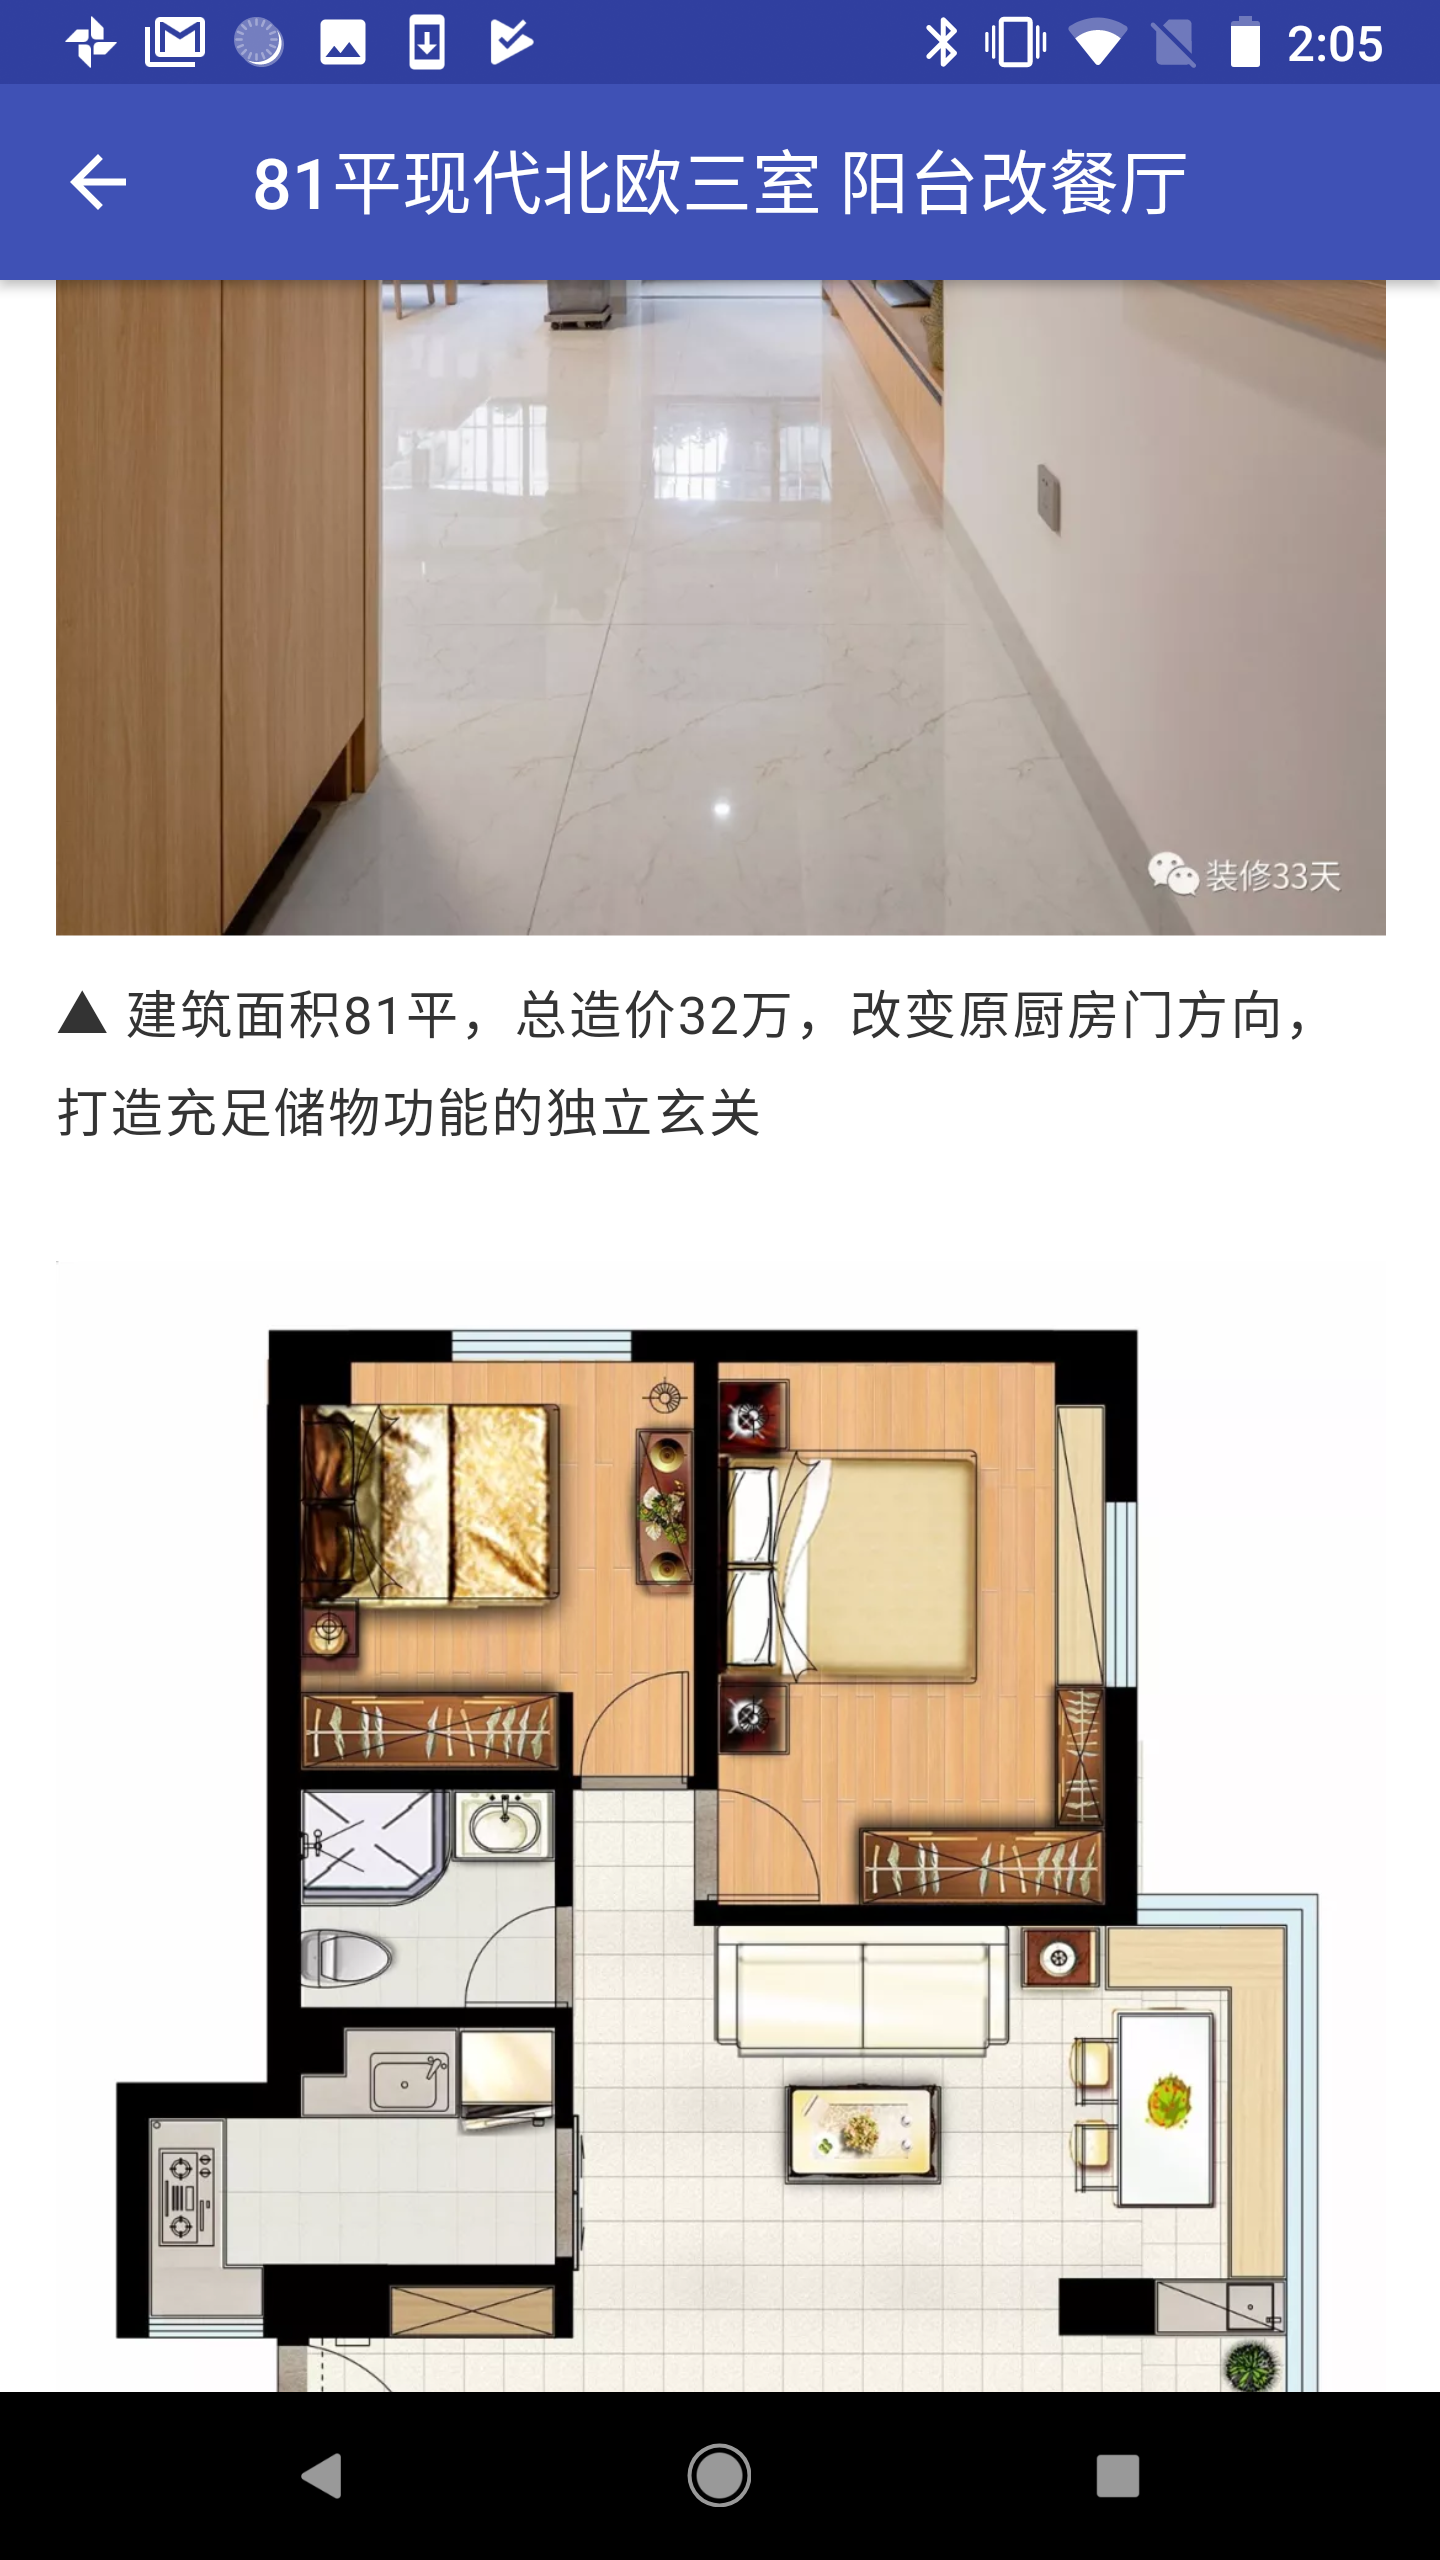 2:05
81平现代北欧三室 阳台改餐厅
装修33天
▲ 建筑面积81平，总造价32万，改变原厨房门方向，
打造充足储物功能的独立玄关